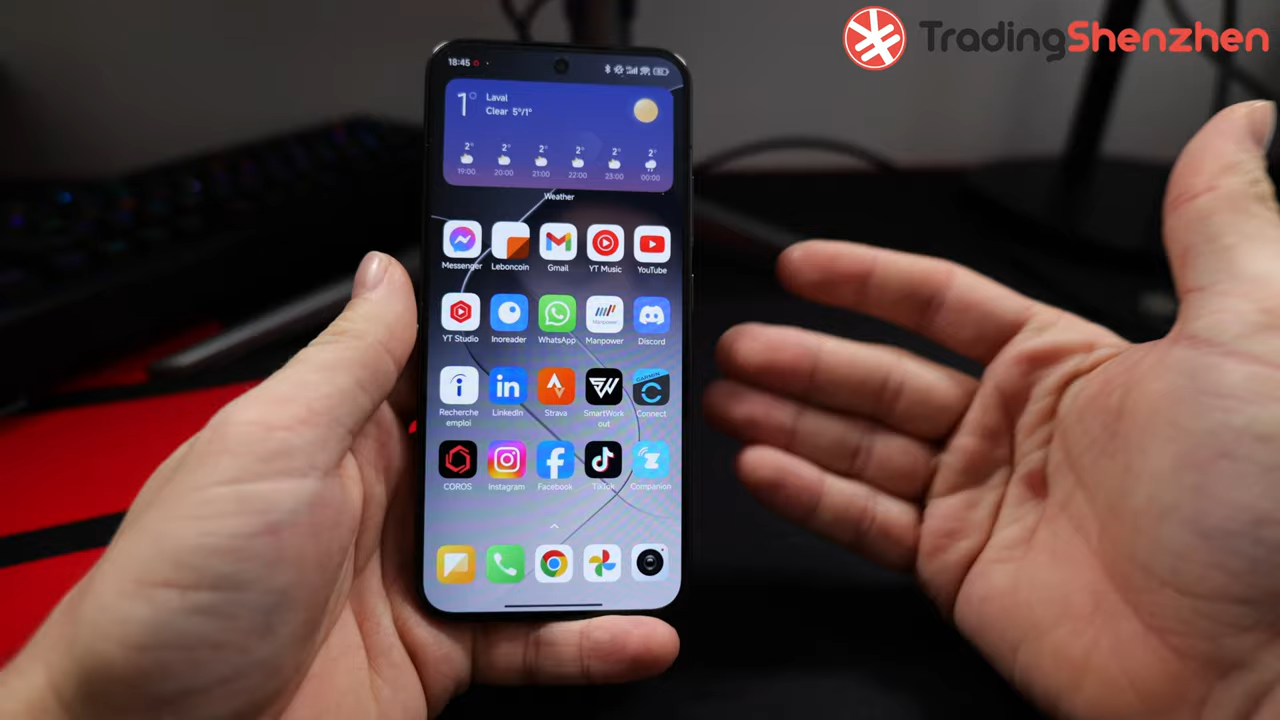 TradingShenzhen
18:45
1°
Laval
Clear 5°/1°
2° 2° 2° 2° 2° 2°
19:00 20:00 21:00 22:00 23:00 00:00
Weather
Messenger Leboncoin Gmail YT Music YouTube
Manpower
YT Studio Inoreader WhatsApp Manpower Discord
GARMIN
Recherche emploi LinkedIn Strava SmartWork out Connect
COROS Instagram Facebook TikTok Companion